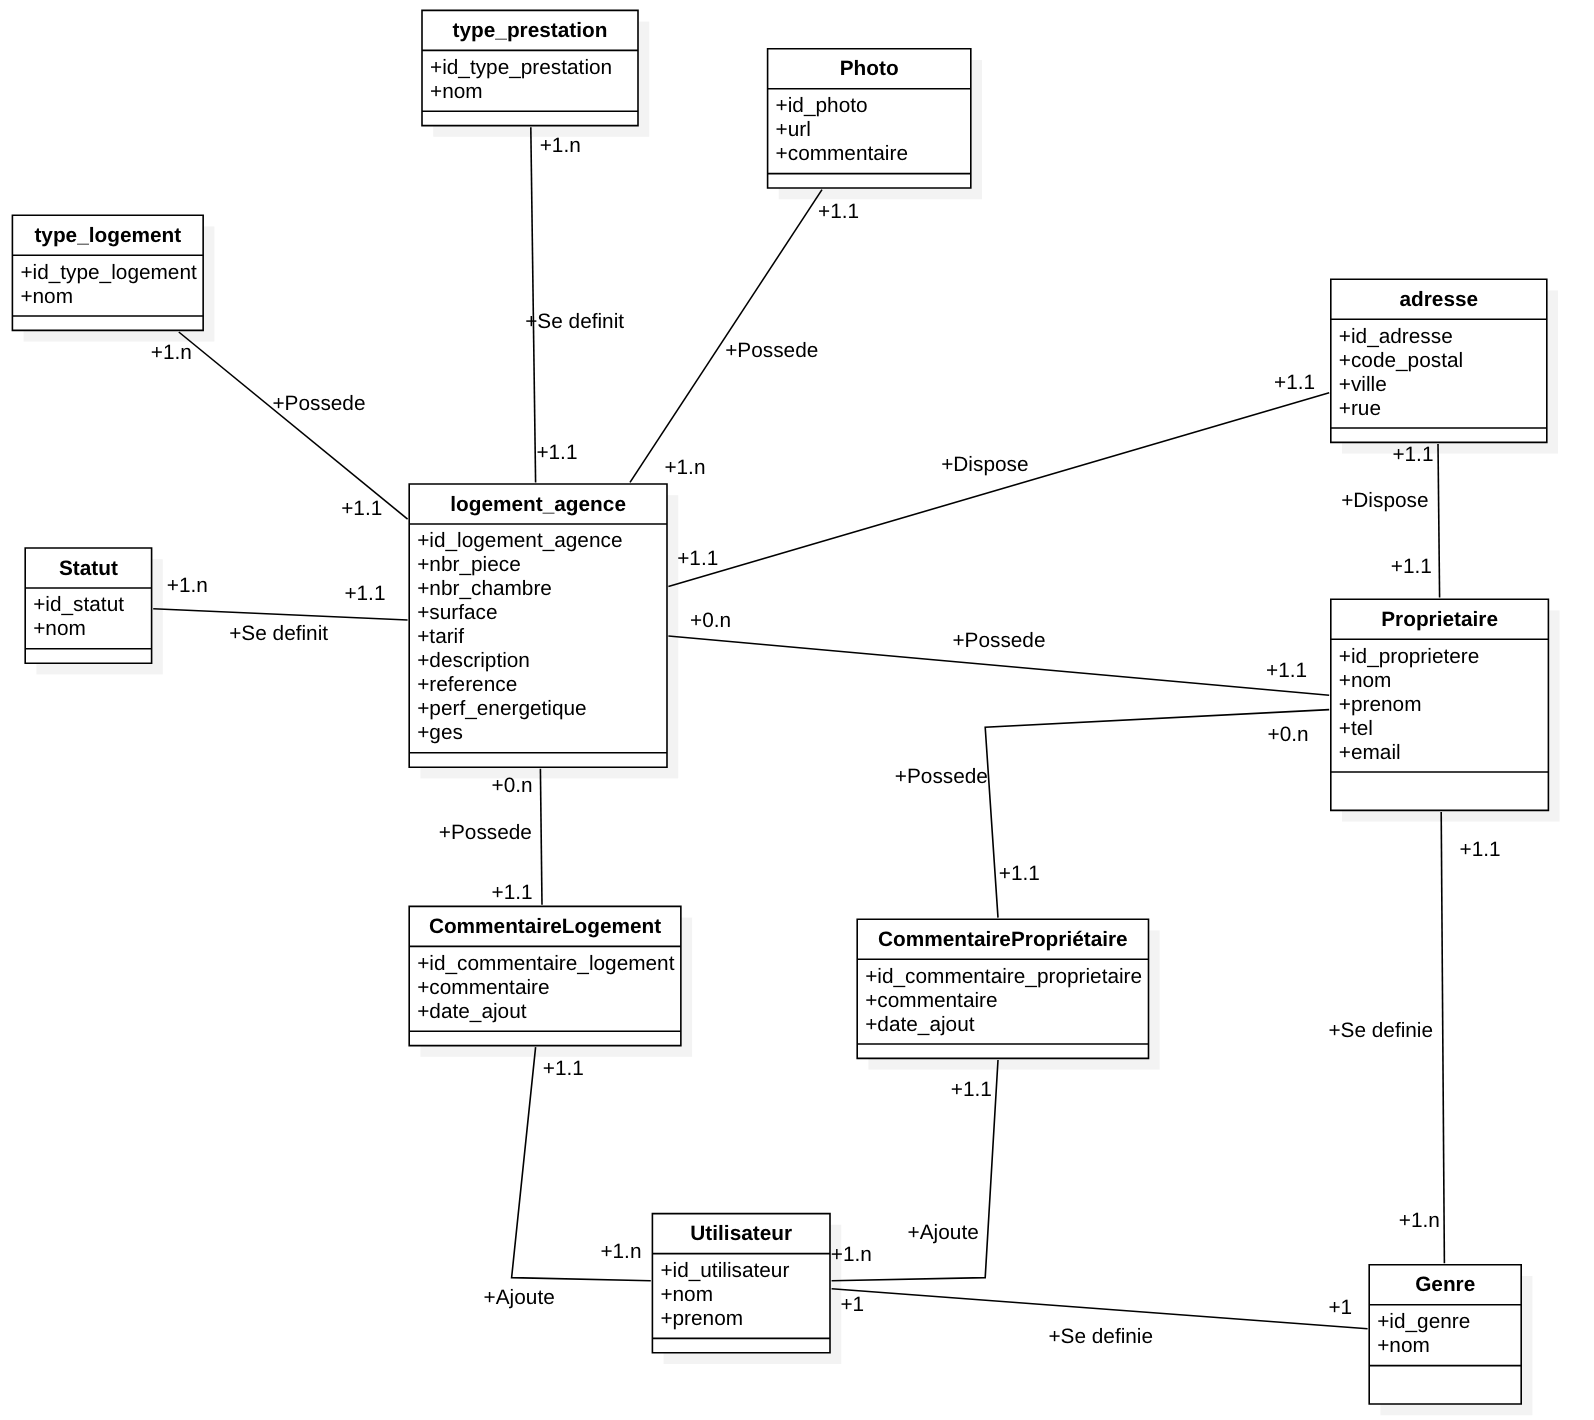 type_prestation
+id_type_prestation
+nom
+1.n
Photo
+id_photo
+url
+commentaire
+1.1
type_logement
+id_type_logement
+nom
+1.n
+Se definit
+Possede
+Possede
adresse
+id_adresse
+code_postal
+ville
+rue
+1.1
+1.1
+Dispose
+1.1
+1.1
+1.n
+Dispose
+1.1
logement_agence
+id_logement_agence
+nbr_piece
+nbr_chambre
+surface
+tarif
+description
+reference
+perf_energetique
+ges
Statut
+id_statut
+nom
+1.n
+1.1
+Se definit
+1.1
+0.n
+Possede
+1.1
+1.1
Proprietaire
+id_proprietere
+nom
+prenom
+tel
+email
+0.n
+Possede
+1.1
+0.n
+Possede
+1.1
+1.1
CommentaireLogement
+id_commentaire_logement
+commentaire
+date_ajout
+1.1
CommentairePropriétaire
+id_commentaire_proprietaire
+commentaire
+date_ajout
+1.1
+Se definie
+1.n
+Ajoute
+1.n
Utilisateur
+id_utilisateur
+nom
+prenom
+1.n
+Ajoute
+1
+Se definie
+1
Genre
+id_genre
+nom